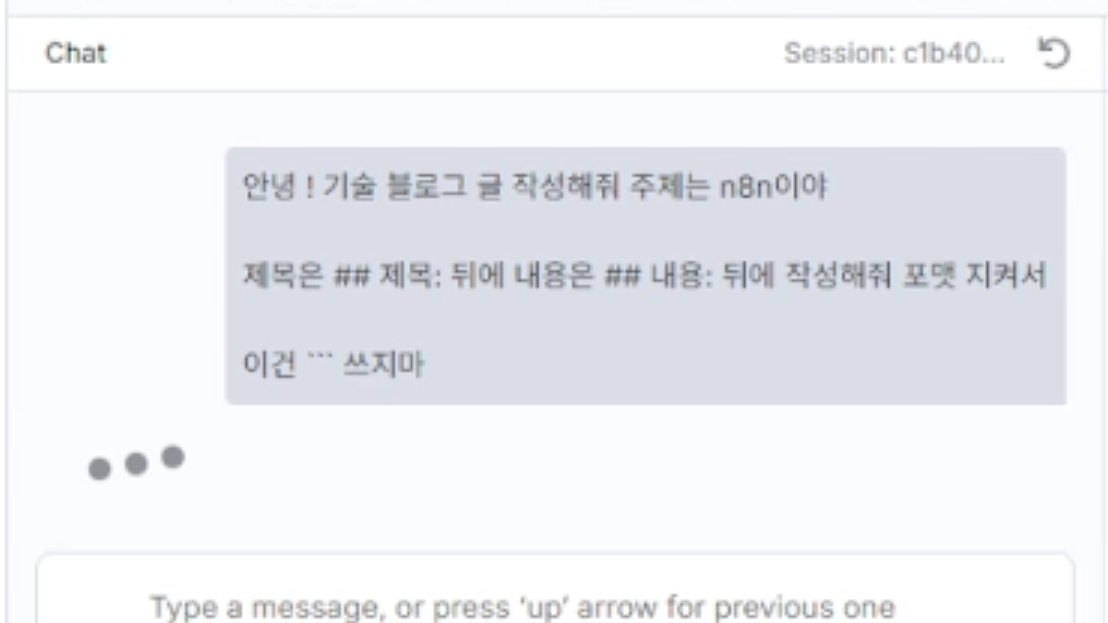 Chat
Session: c1b40...
안녕 ! 기술 블로그 글 작성해줘 주제는 n8n이야
제목은 ## 제목: 뒤에 내용은 ## 내용: 뒤에 작성해줘 포맷 지켜서
이건 ``` 쓰지마
Type a message, or press ‘up’ arrow for previous one